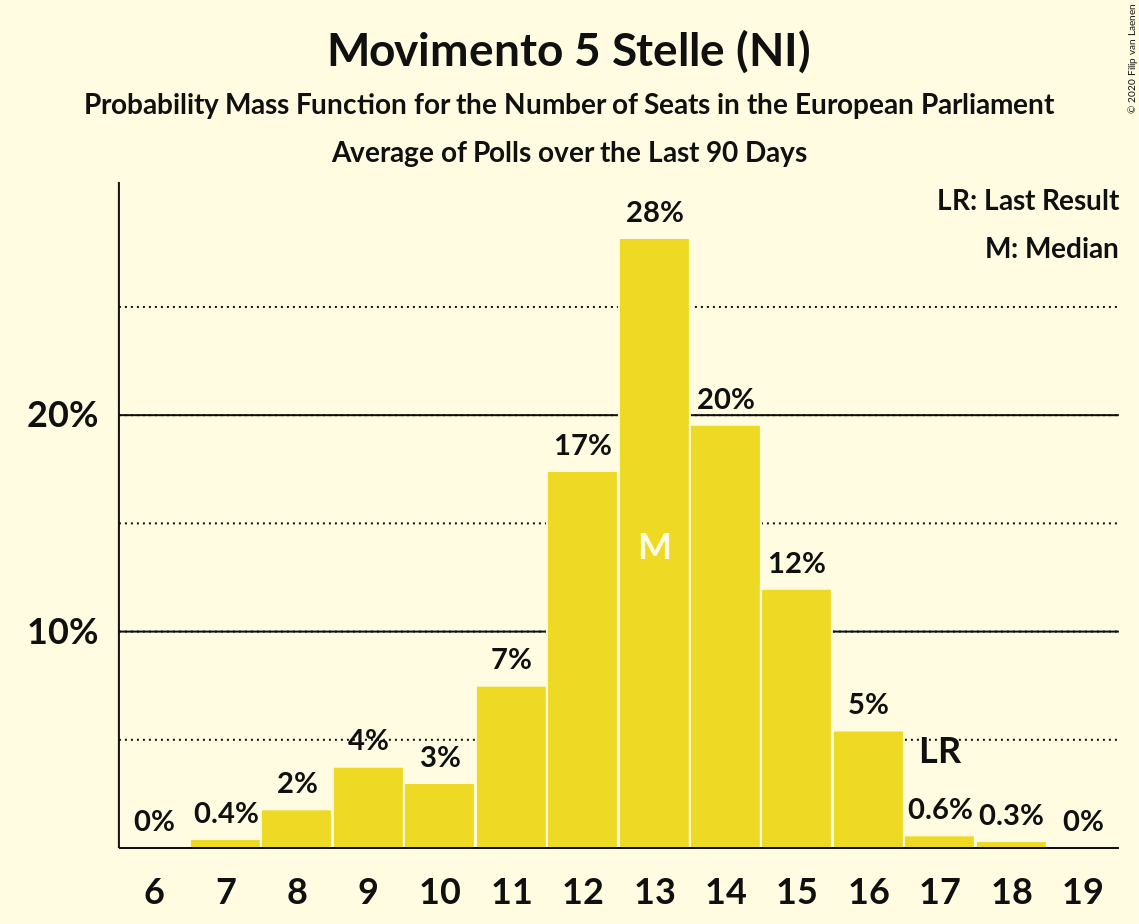 Movimento 5 Stelle (NI)
Probability Mass Function for the Number of Seats in the European Parliament
Average of Polls over the Last 90 Days
© 2020 Filip van Laenen
LR: Last Result
M: Median
28%
20%
20%
17%
M
12%
10%
7%
5%
LR
4%
3%
2%
0%
0.4%
0.6%
0.3%
0%
6 7 8 9 10 11 12 13 14 15 16 17 18 19